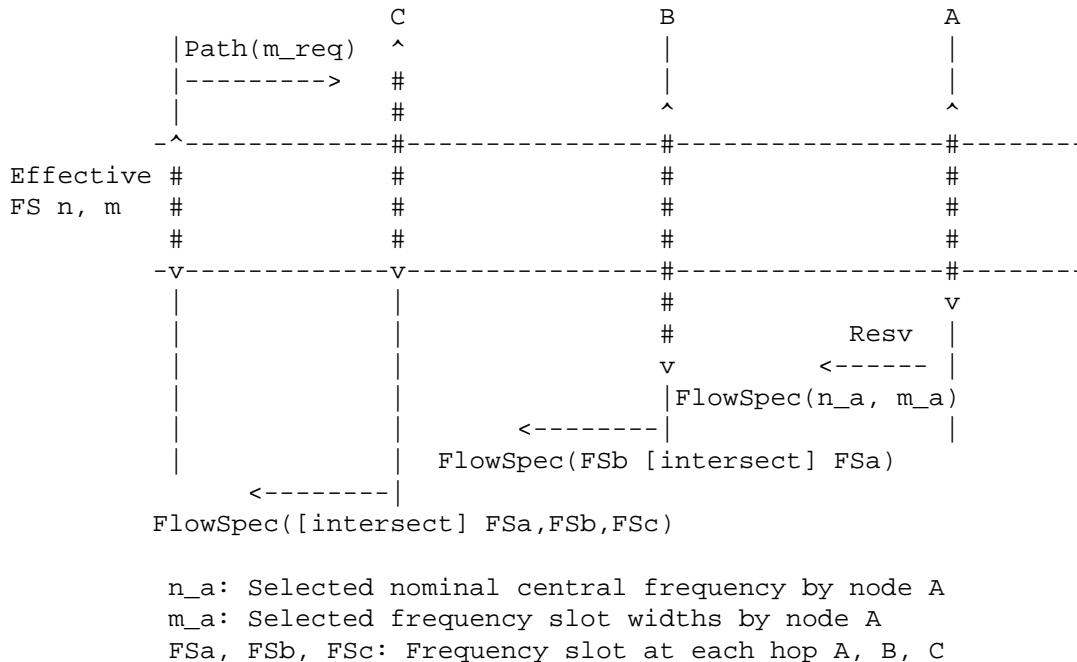 C                      B                       A
             |Path(m_req)   ^                      |                       |
             |--------->    #                      |                       |
             |              #                      ^                       ^
            -^--------------#----------------------#-----------------------#--------
Effective    #              #                      #                       #
FS n, m      #              #                      #                       #
             #              #                      #                       #
            -v--------------v----------------------#-----------------------#--------
             |              |                      #                       v
             |              |                      #              Resv     |
             |              |                      v            <------    |
             |              |                      |FlowSpec(n_a, m_a)
             |              |            <--------|                       |
             |              |   FlowSpec(FSb [intersect] FSa)
                 <--------|
            FlowSpec([intersect] FSa,FSb,FSc)
n_a: Selected nominal central frequency by node A
m_a: Selected frequency slot widths by node A
FSa, FSb, FSc: Frequency slot at each hop A, B, C